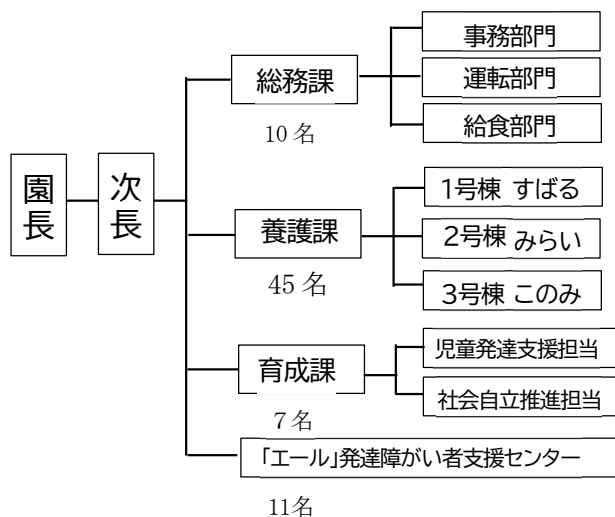 園長
次長
総務課
10名
事務部門
運転部門
給食部門
養護課
45名
1号棟 すばる
2号棟 みらい
3号棟 このみ
育成課
7名
児童発達支援担当
社会自立推進担当
「エール」発達障がい者支援センター
11名